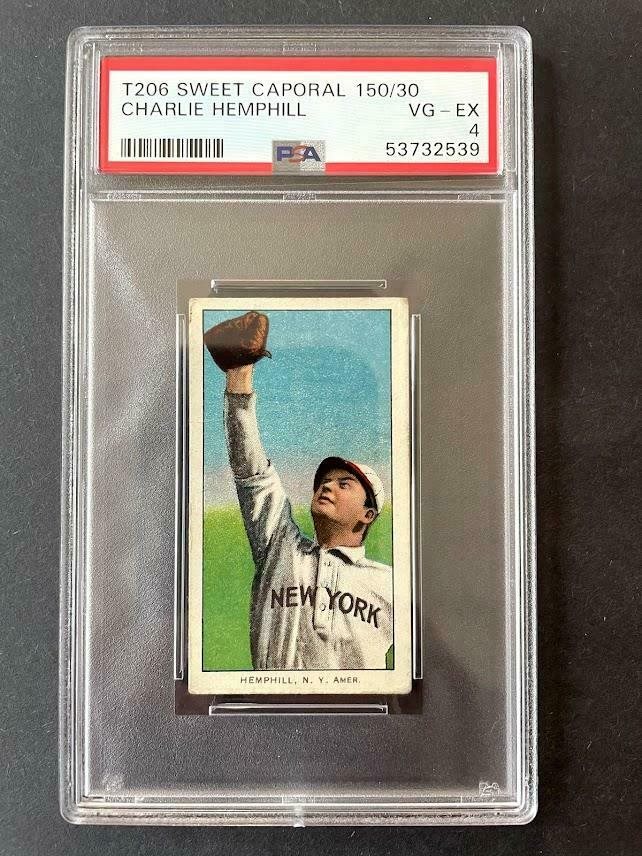 T206 SWEET CAPORAL 150/30
CHARLIE HEMPHILL VG - EX
4
PSA 53732539
NEW YORK
HEMPHILL, N. Y. AMER.